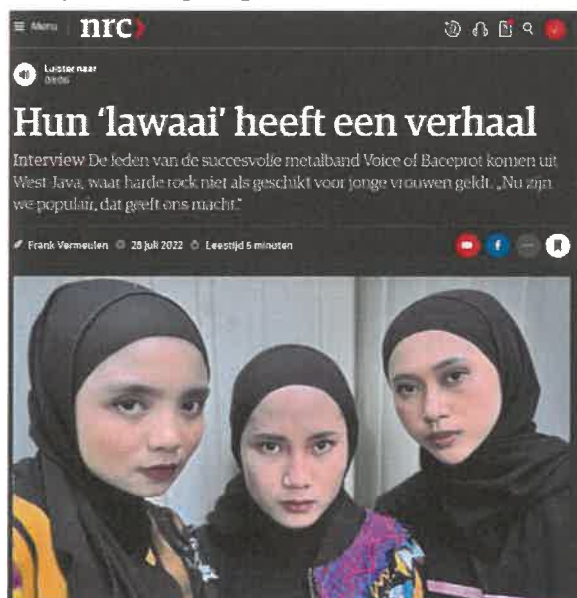 Menu nrc
Luister naar
Hun ‘lawaai’ heeft een verhaal
Interview De leden van de succesvolle metalband Voice of Baceprot komen uit
West-Java, waar harde rock niet als geschikt voor jonge vrouwen geldt. „Nu zijn
we populair, dat geeft ons macht.”
Frank Vermeulen 28 juli 2022 Leestijd 5 minuten